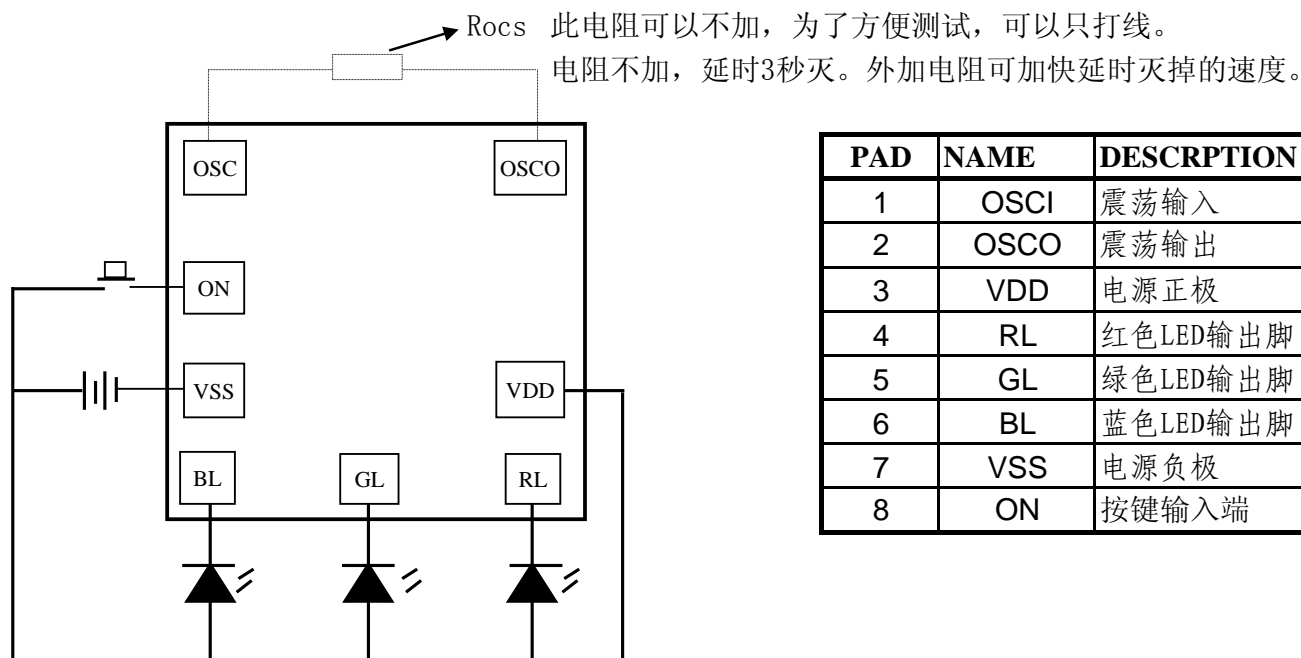 Rocs 此电阻可以不加，为了方便测试，可以只打线。
电阻不加，延时3秒灭。外加电阻可加快延时灭掉的速度。
OSC
OSCO
ON
VSS
VDD
BL
GL
RL
PAD NAME DESCRPTION
1 OSCI 震荡输入
2 OSCO 震荡输出
3 VDD 电源正极
4 RL 红色LED输出脚
5 GL 绿色LED输出脚
6 BL 蓝色LED输出脚
7 VSS 电源负极
8 ON 按键输入端